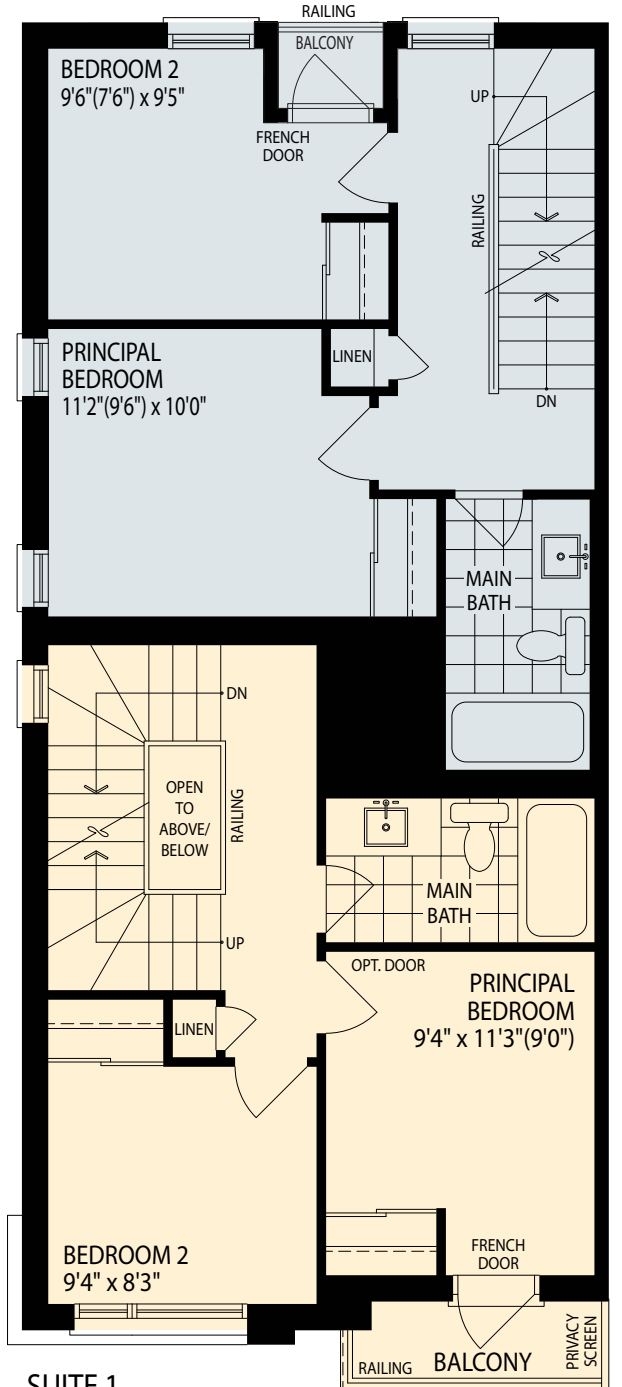 RAILING
BALCONY
BEDROOM 2
9'6"(7'6") x 9'5"
UP
FRENCH
DOOR
RAILING
PRINCIPAL
BEDROOM
11'2"(9'6") x 10'0"
LINEN
DN
MAIN
BATH
DN
OPEN
TO
ABOVE/
BELOW
RAILING
MAIN
BATH
UP
OPT. DOOR
PRINCIPAL
BEDROOM
9'4" x 11'3"(9'0")
LINEN
BEDROOM 2
9'4" x 8'3"
FRENCH
DOOR
PRIVACY
SCREEN
RAILING
BALCONY
SUITE 1